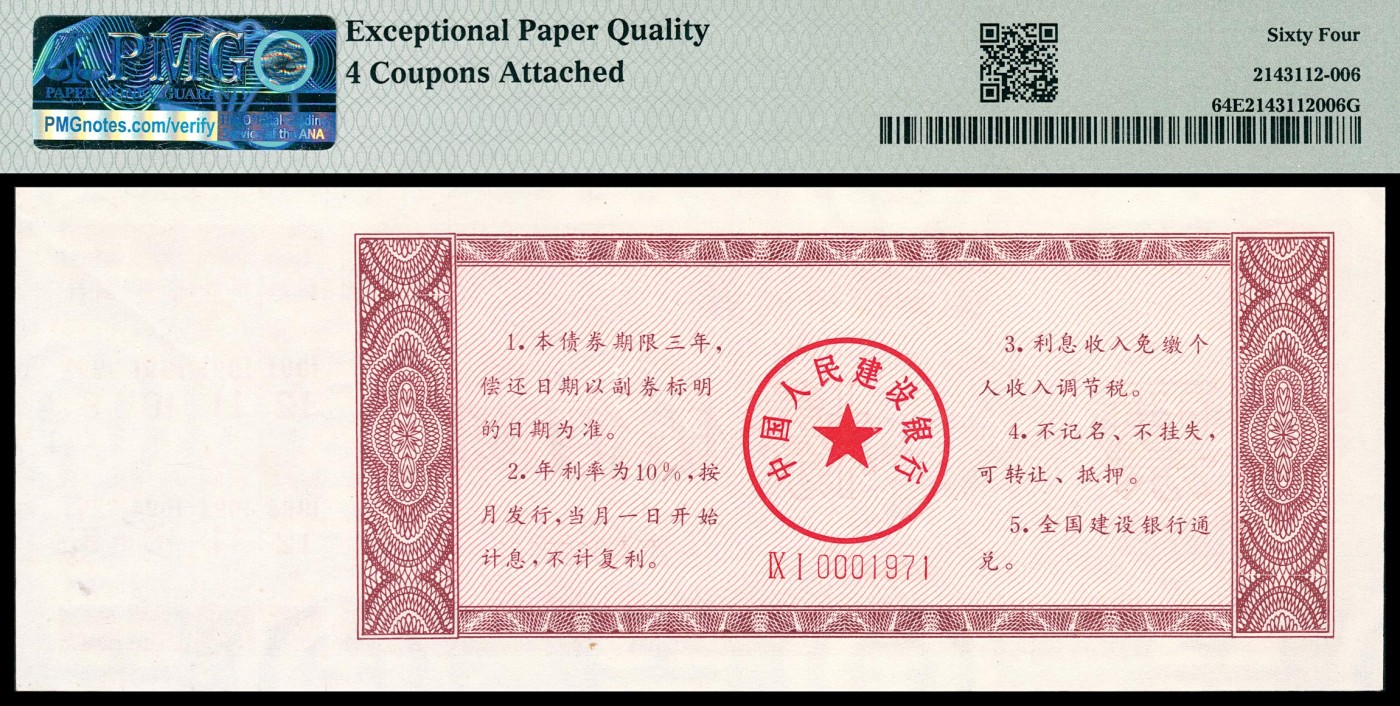 PMG
PAPER MONEY GUARANTY
PMGnotes.com/verify
Exceptional Paper Quality
4 Coupons Attached
Sixty Four
2143112-006
64E2143112006G
1.本债券期限三年,
偿还日期以副券标明
的日期为准。
2.年利率为10%,按
月发行,当月一日开始
计息,不计复利。
中国人民建设银行
ⅨⅠ0001971
3.利息收入免缴个
人收入调节税。
4.不记名、不挂失,
可转让、抵押。
5.全国建设银行通
兑。